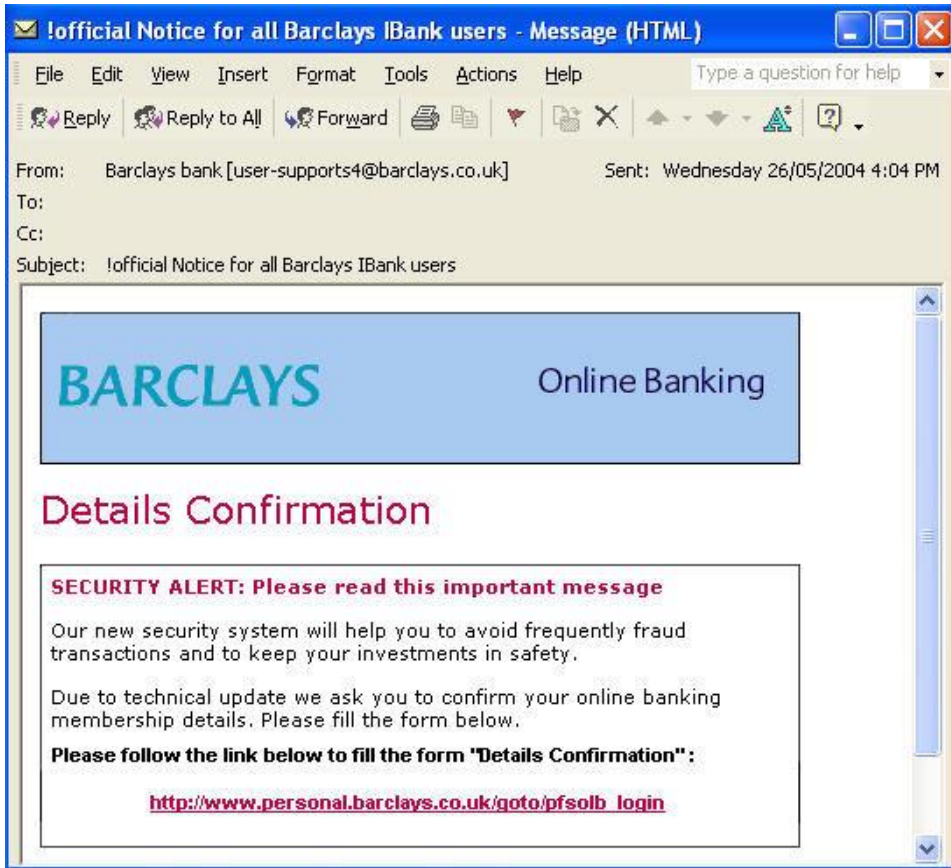 !official Notice for all Barclays IBank users - Message (HTML)
File Edit View Insert Format Tools Actions Help Type a question for help
Reply Reply to All Forward
From: Barclays bank [user-supports4@barclays.co.uk] Sent: Wednesday 26/05/2004 4:04 PM
To:
Cc:
Subject: !official Notice for all Barclays IBank users
BARCLAYS Online Banking
Details Confirmation
SECURITY ALERT: Please read this important message
Our new security system will help you to avoid frequently fraud
transactions and to keep your investments in safety.
Due to technical update we ask you to confirm your online banking
membership details. Please fill the form below.
Please follow the link below to fill the form "Details Confirmation":
http://www.personal.barclays.co.uk/goto/pfsolb_login